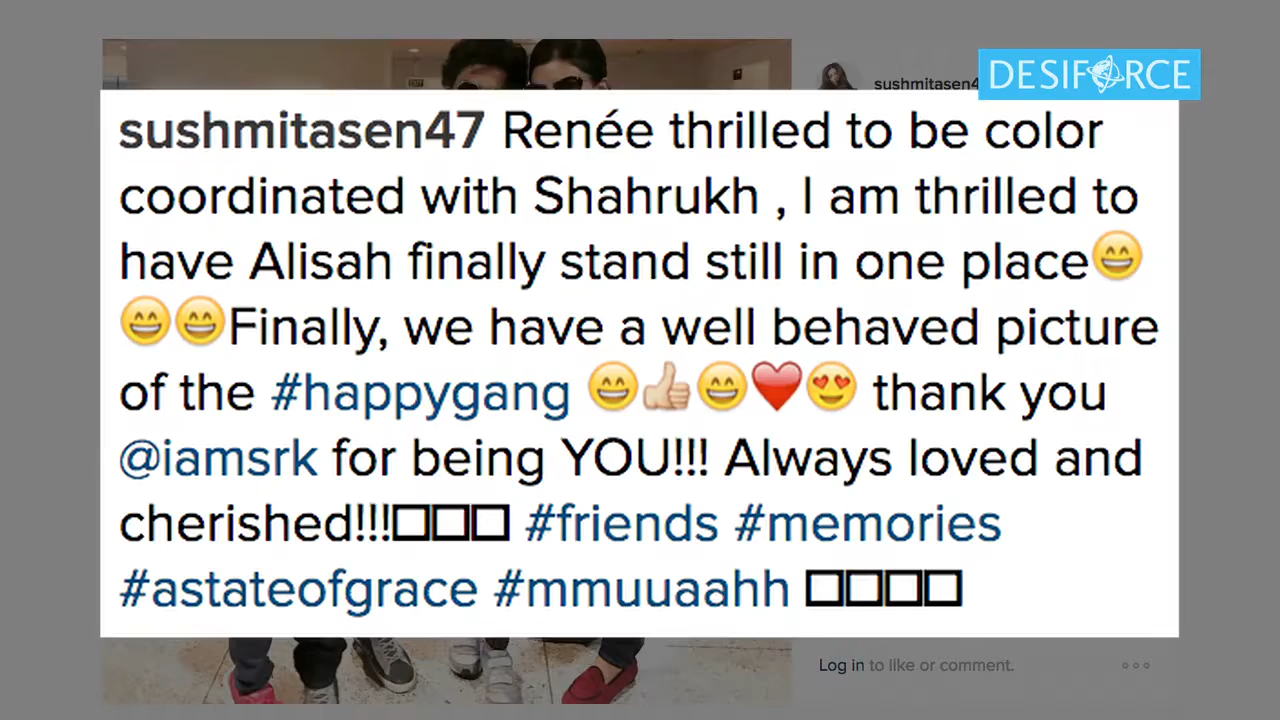 EXIT
sushmitasen4
DESIFORCE
sushmitasen47 Renée thrilled to be color
coordinated with Shahrukh , I am thrilled to
have Alisah finally stand still in one place😄
😄😄Finally, we have a well behaved picture
of the #happygang 😄👍🏼😄❤️😍 thank you
@iamsrk for being YOU!!! Always loved and
cherished!!!□□□ #friends #memories
#astateofgrace #mmuuaahh □□□□
Log in to like or comment.